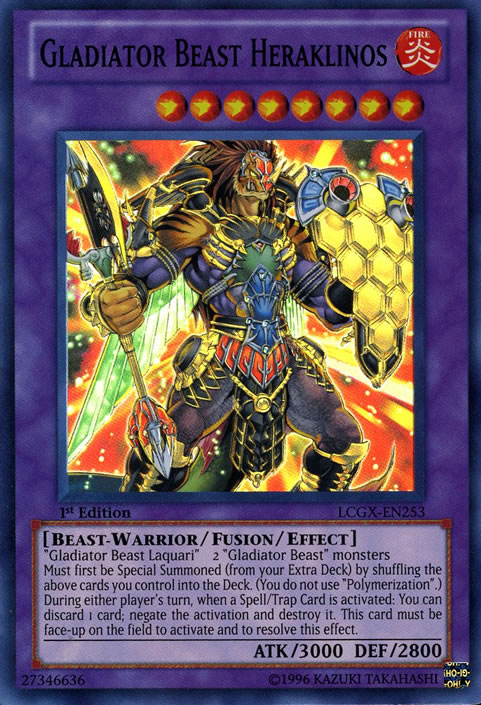 GLADIATOR BEAST HERAKLINOS
FIRE
炎
1st Edition
LCGX-EN253
[BEAST-WARRIOR/FUSION/EFFECT]
"Gladiator Beast Laquari" 2 "Gladiator Beast" monsters
Must first be Special Summoned (from your Extra Deck) by shuffling the
above cards you control into the Deck. (You do not use "Polymerization".)
During either player's turn, when a Spell/Trap Card is activated: You can
discard 1 card; negate the activation and destroy it. This card must be
face-up on the field to activate and to resolve this effect.
ATK/3000 DEF/2800
27346636
©1996 KAZUKI TAKAHASHI